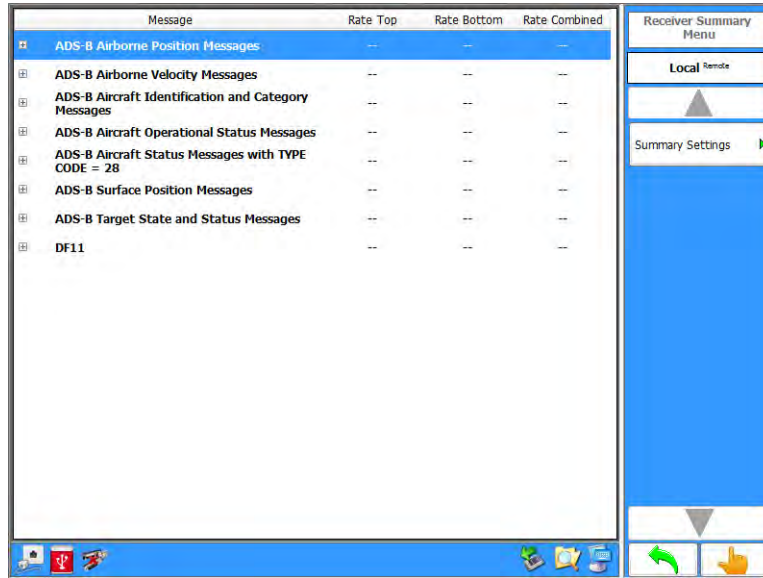 Message Rate Top Rate Bottom Rate Combined
ADS-B Airborne Position Messages -- -- --
ADS-B Airborne Velocity Messages -- -- --
ADS-B Aircraft Identification and Category
Messages -- -- --
ADS-B Aircraft Operational Status Messages -- -- --
ADS-B Aircraft Status Messages with TYPE
CODE = 28 -- -- --
ADS-B Surface Position Messages -- -- --
ADS-B Target State and Status Messages -- -- --
DF11 -- -- --
Receiver Summary
Menu
Local Remote
Summary Settings